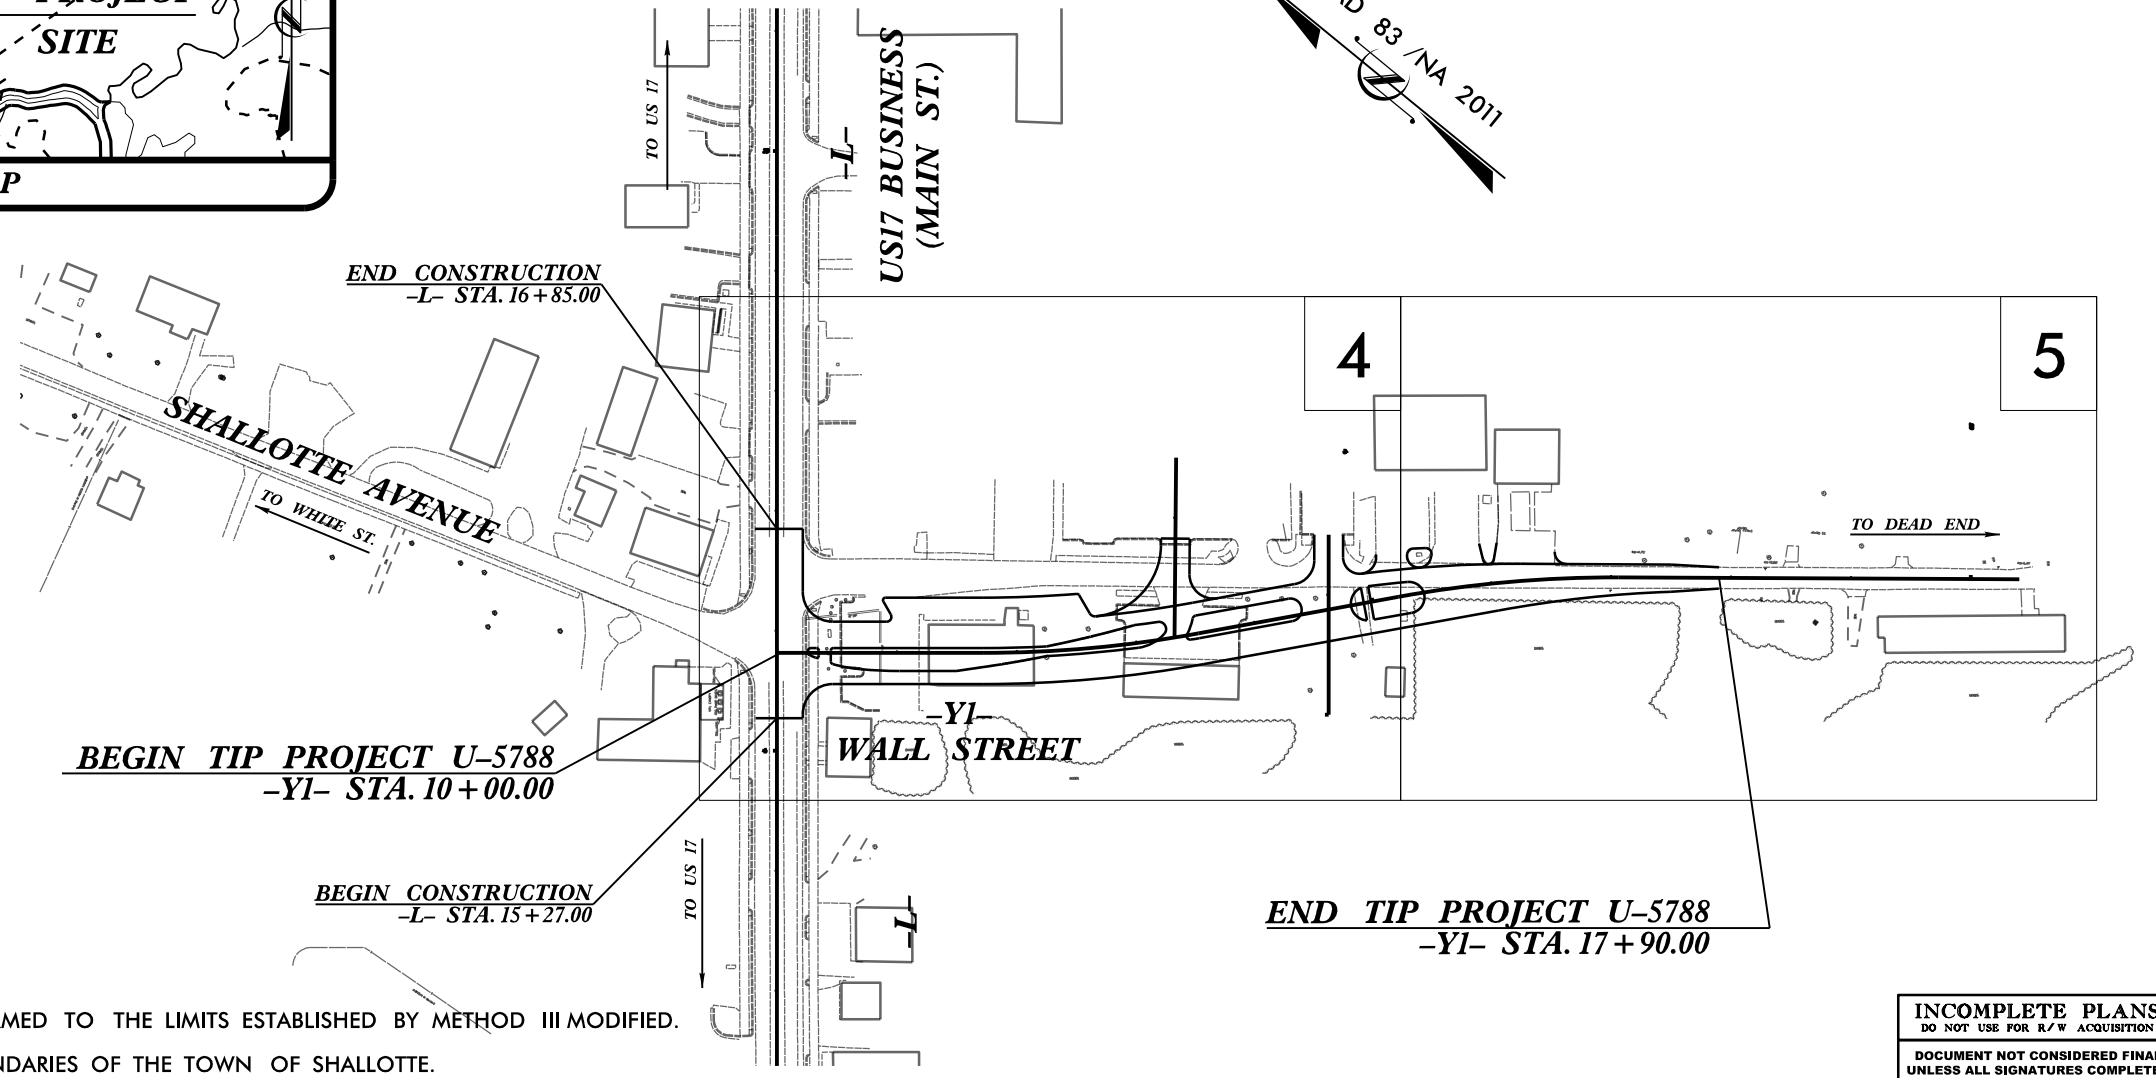 PROJECT
SITE
P
83 /NA 2011
TO US 17
US17 BUSINESS
(MAIN ST.)
–L–
END CONSTRUCTION
–L– STA. 16+85.00
4
5
SHALLOTTE AVENUE
TO WHITE ST.
TO DEAD END
–Y1–
WALL STREET
BEGIN TIP PROJECT U–5788
–Y1– STA. 10+00.00
TO US 17
BEGIN CONSTRUCTION
–L– STA. 15+27.00
–L–
END TIP PROJECT U–5788
–Y1– STA. 17+90.00
TO THE LIMITS ESTABLISHED BY METHOD III MODIFIED.
OF THE TOWN OF SHALLOTTE.
INCOMPLETE PLANS
DO NOT USE FOR R/W ACQUISITION
DOCUMENT NOT CONSIDERED FINAL
UNLESS ALL SIGNATURES COMPLETE